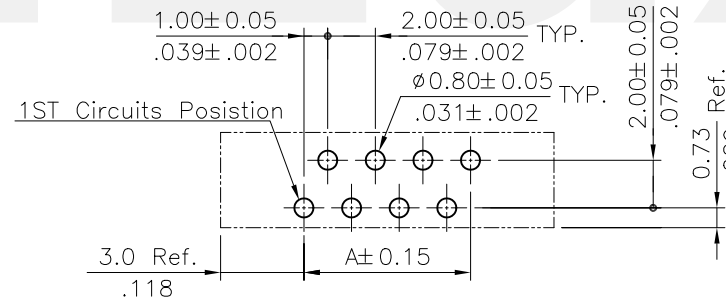 1.00±0.05
.039±.002
2.00±0.05
.079±.002
TYP.
ø0.80±0.05
.031±.002
TYP.
1ST Circuits Posistion
2.00±0.05
.079±.002
0.73 Ref.
3.0 Ref.
.118
A±0.15